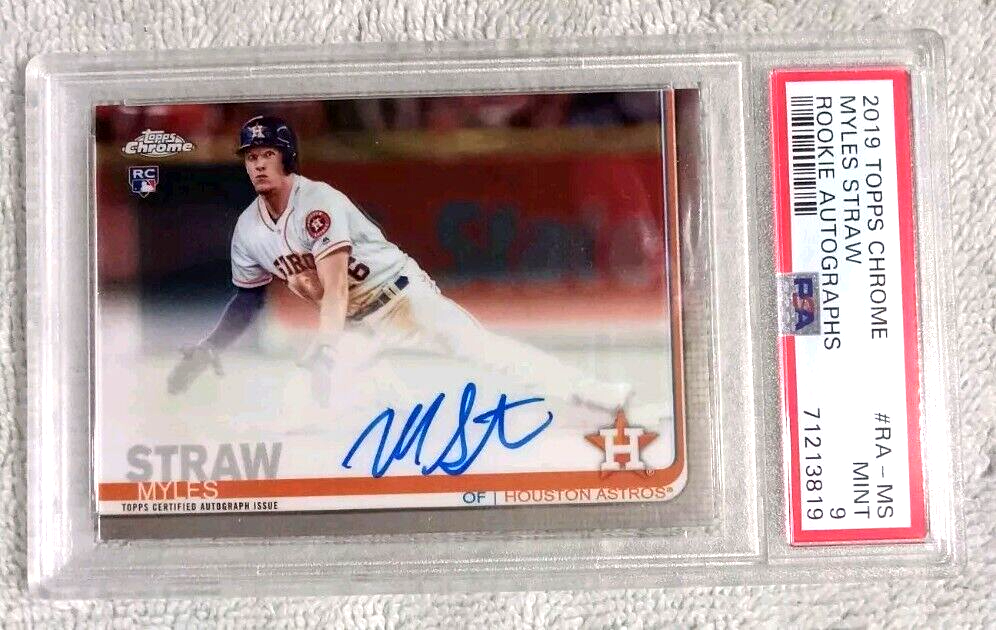 Topps
Chrome
RC
H
H
6
STRAW
MYLES
TOPPS CERTIFIED AUTOGRAPH ISSUE
H
®
OF | HOUSTON ASTROS®
2019 TOPPS CHROME #RA-MS
MYLES STRAW MINT
ROOKIE AUTOGRAPHS 9
PSA 71213819